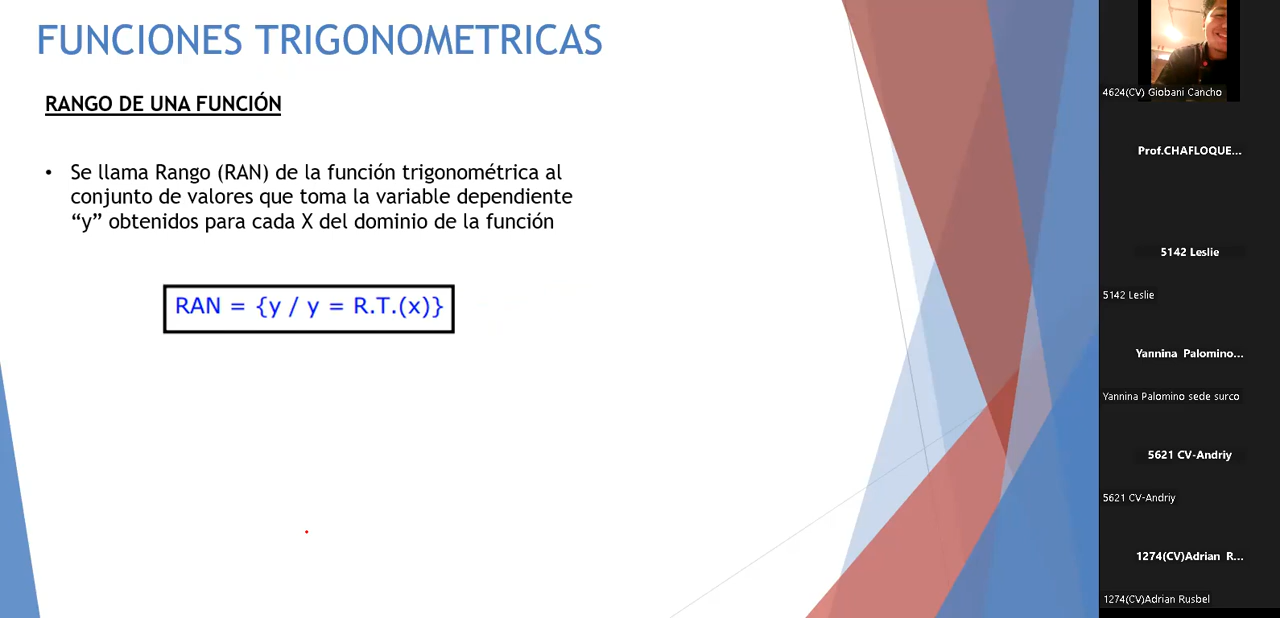 FUNCIONES TRIGONOMETRICAS
RANGO DE UNA FUNCIÓN
• Se llama Rango (RAN) de la función trigonométrica al
conjunto de valores que toma la variable dependiente
“y” obtenidos para cada X del dominio de la función
RAN = {y / y = R.T.(x)}
4624(CV) Giobani Cancho
Prof.CHAFLOQUE...
5142 Leslie
5142 Leslie
Yannina Palomino...
Yannina Palomino sede surco
5621 CV-Andriy
5621 CV-Andriy
1274(CV)Adrian R...
1274(CV)Adrian Rusbel